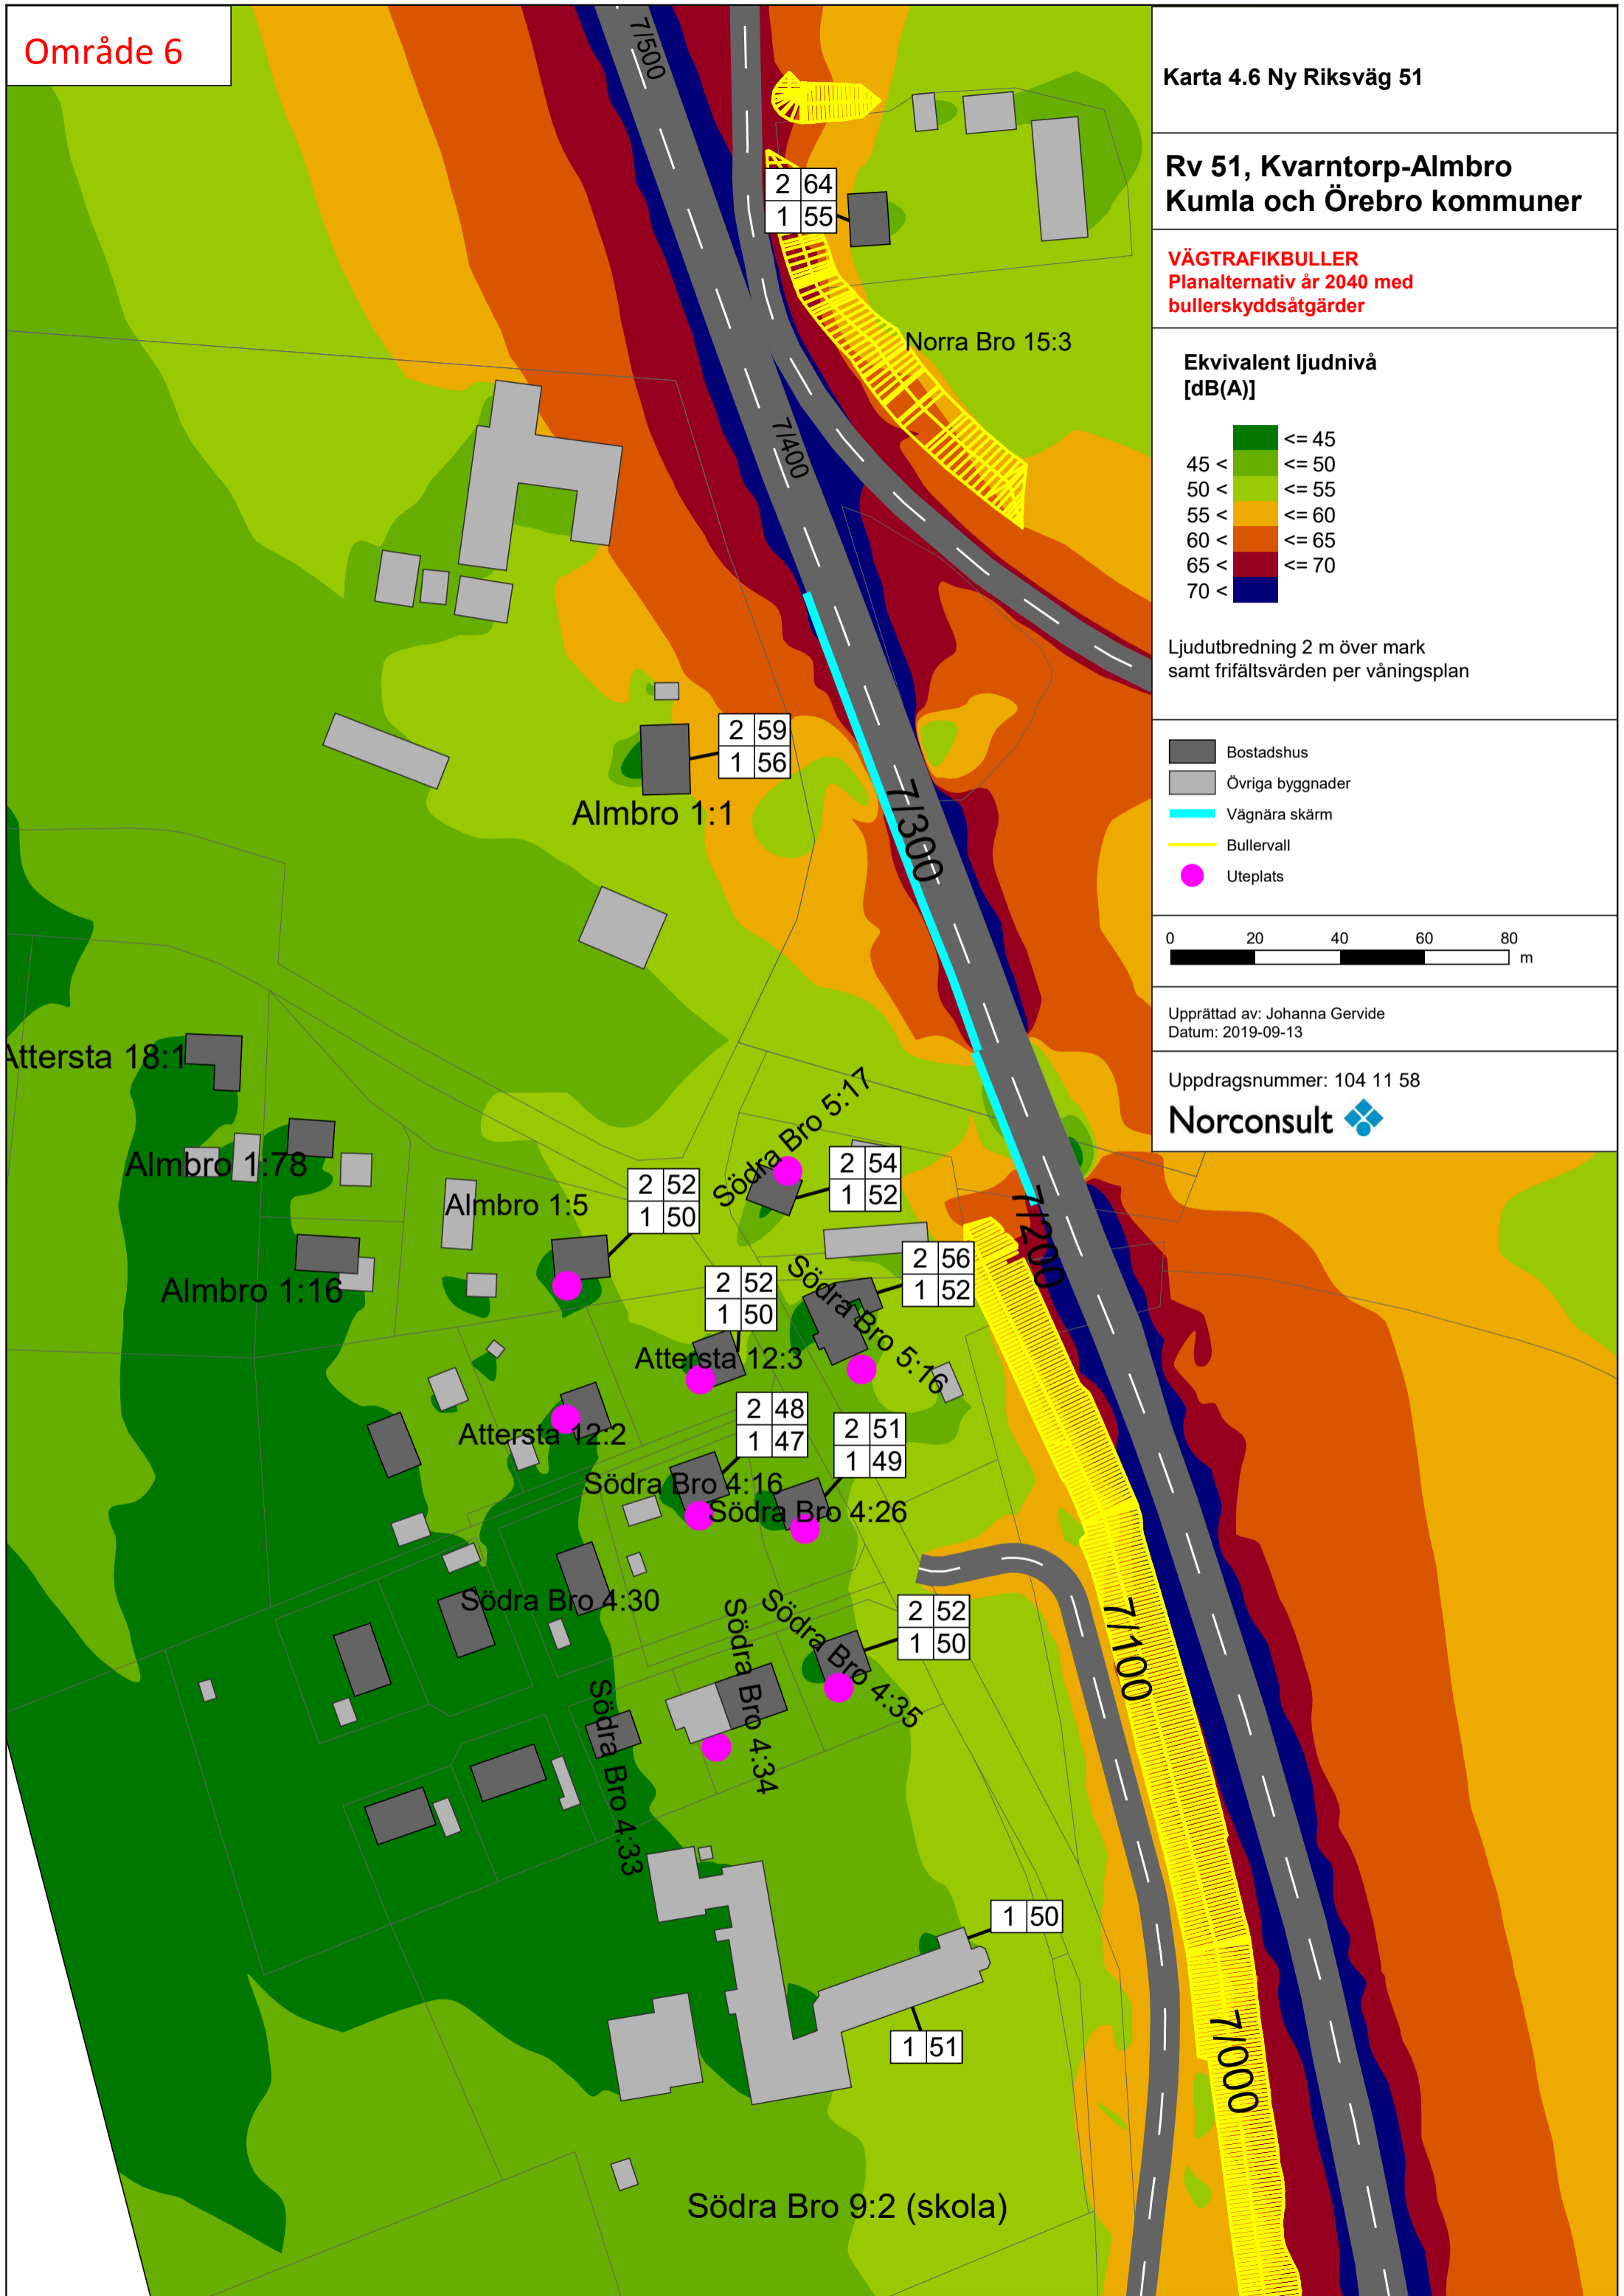 Område 6
Karta 4.6 Ny Riksväg 51
Rv 51, Kvarntorp-Almbro
Kumla och Örebro kommuner
VÄGTRAFIKBULLER
Planalternativ år 2040 med
bullerskyddsåtgärder
Ekvivalent ljudnivå
[dB(A)]
<= 45
45 < <= 50
50 < <= 55
55 < <= 60
60 < <= 65
65 < <= 70
70 <
Ljudutbredning 2 m över mark
samt frifältsvärden per våningsplan
Bostadshus
Övriga byggnader
Vägnära skärm
Bullervall
Uteplats
0 20 40 60 80
m
Upprättad av: Johanna Gervide
Datum: 2019-09-13
Uppdragsnummer: 104 11 58
Norconsult
7/500
2 64
1 55
Norra Bro 15:3
7/400
2 59
1 56
Almbro 1:1
7/300
Attersta 18:1
Södra Bro 5:17
2 54
1 52
Almbro 1:78
2 52
1 50
Almbro 1:5
7/200
2 56
1 52
Almbro 1:16
2 52
1 50
Södra Bro 5:16
Attersta 12:3
2 48
1 47
2 51
1 49
Attersta 12:2
Södra Bro 4:16
Södra Bro 4:26
Södra Bro 4:30
2 52
1 50
Södra Bro 4:35
7/100
Södra Bro 4:34
Södra Bro 4:33
1 50
1 51
7/000
Södra Bro 9:2 (skola)